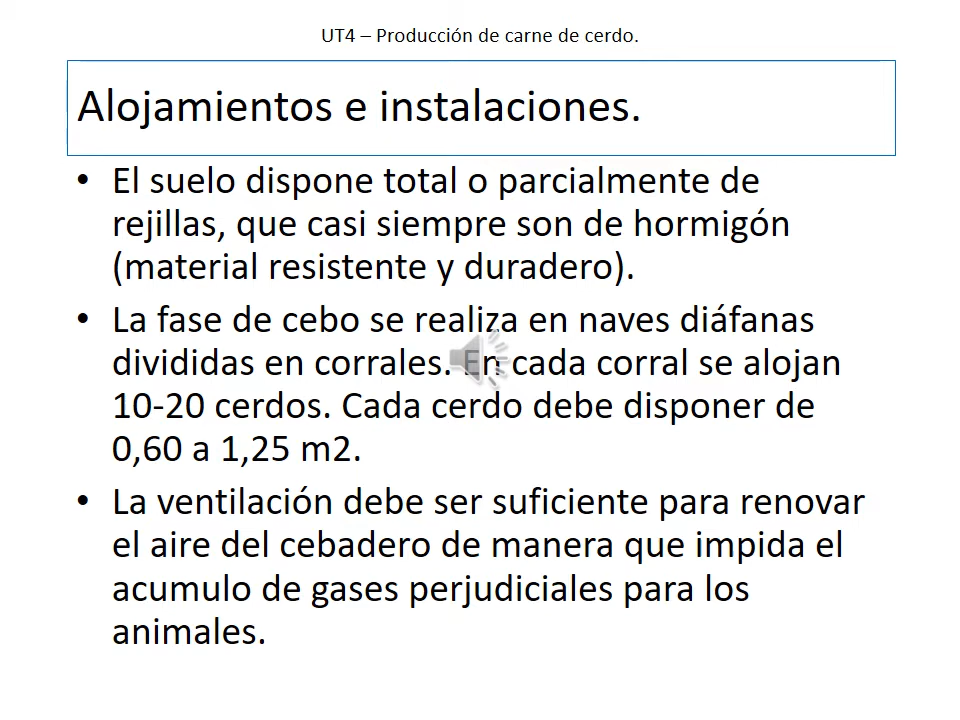 UT4 – Producción de carne de cerdo.
Alojamientos e instalaciones.
• El suelo dispone total o parcialmente de
rejillas, que casi siempre son de hormigón
(material resistente y duradero).
• La fase de cebo se realiza en naves diáfanas
divididas en corrales. En cada corral se alojan
10-20 cerdos. Cada cerdo debe disponer de
0,60 a 1,25 m2.
• La ventilación debe ser suficiente para renovar
el aire del cebadero de manera que impida el
acumulo de gases perjudiciales para los
animales.